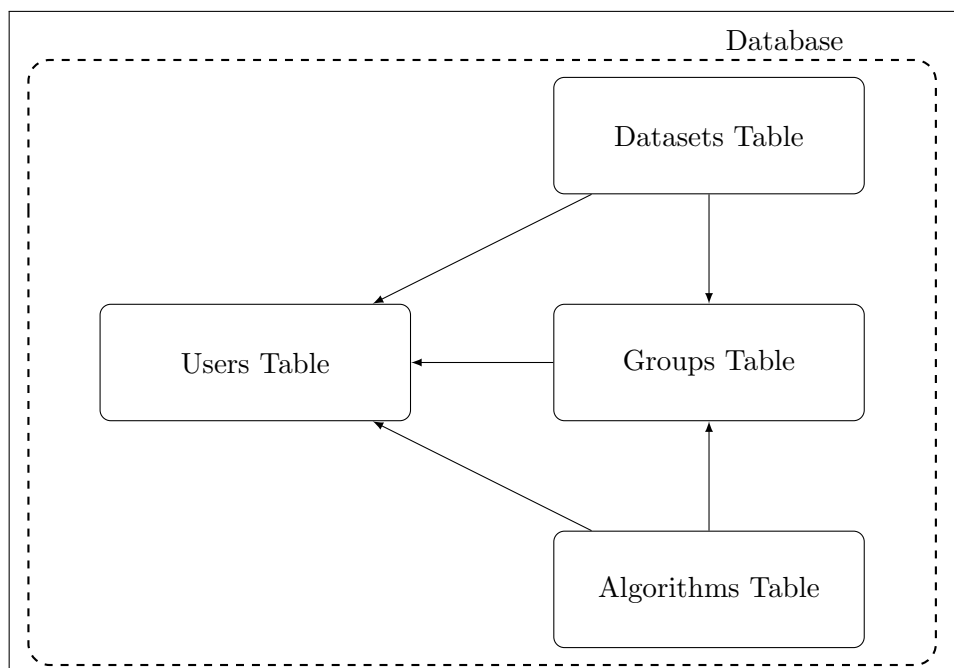 Database
Datasets Table
Users Table
Groups Table
Algorithms Table